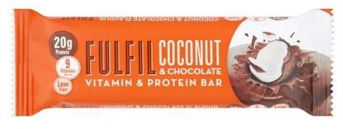 20g
Protein
9
Vitamins
Low
Sugar
FULFIL COCONUT
& CHOCOLATE
VITAMIN & PROTEIN BAR
COCONUT & CHOCOLATE FLAVOUR